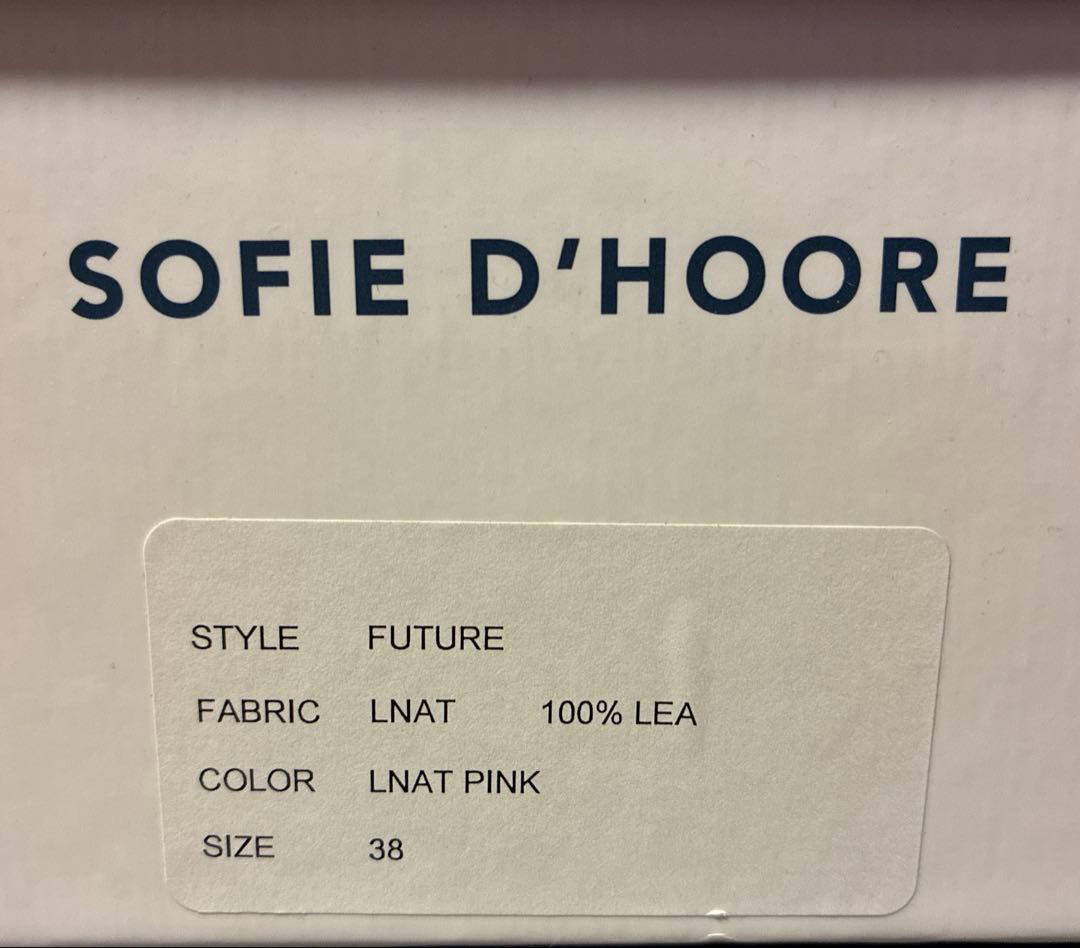 SOFIE D'HOORE
STYLE FUTURE
FABRIC LNAT 100% LEA
COLOR LNAT PINK
SIZE 38